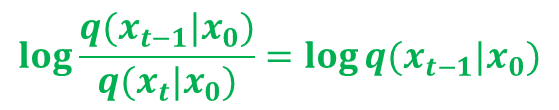 log q(x_{t-1}|x_0) / q(x_t|x_0) = log q(x_{t-1}|x_0)